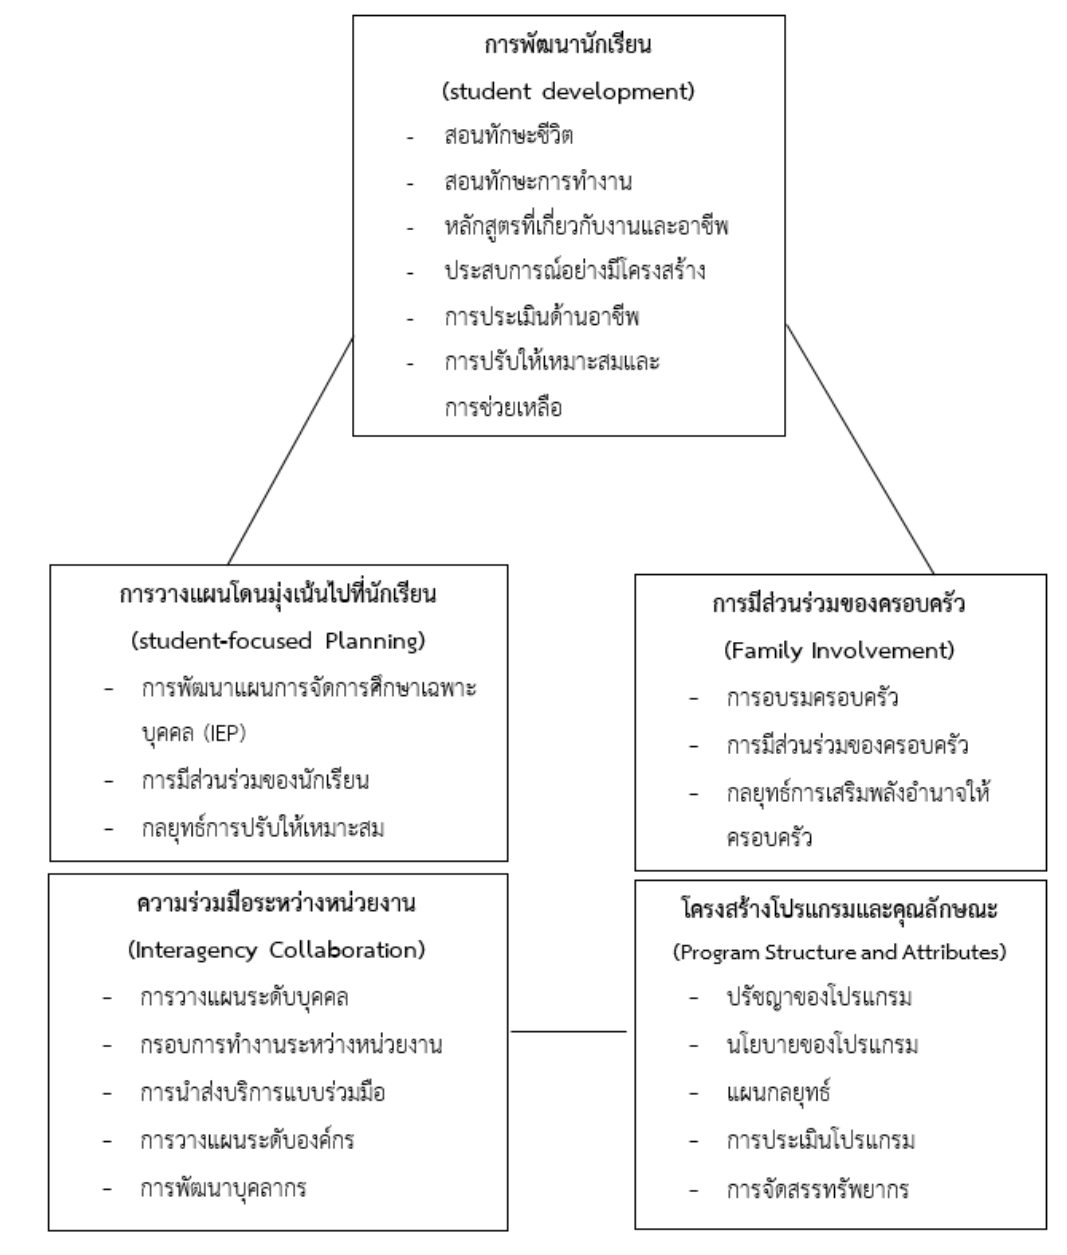 การพัฒนานักเรียน
(student development)
- สอนทักษะชีวิต
- สอนทักษะการทำงาน
- หลักสูตรที่เกี่ยวกับงานและอาชีพ
- ประสบการณ์อย่างมีโครงสร้าง
- การประเมินด้านอาชีพ
- การปรับให้เหมาะสมและ
การช่วยเหลือ
การวางแผนโดนมุ่งเน้นไปที่นักเรียน
(student-focused Planning)
- การพัฒนาแผนการจัดการศึกษาเฉพาะ
บุคคล (IEP)
- การมีส่วนร่วมของนักเรียน
- กลยุทธ์การปรับให้เหมาะสม
การมีส่วนร่วมของครอบครัว
(Family Involvement)
- การอบรมครอบครัว
- การมีส่วนร่วมของครอบครัว
- กลยุทธ์การเสริมพลังอำนาจให้
ครอบครัว
ความร่วมมือระหว่างหน่วยงาน
(Interagency Collaboration)
- การวางแผนระดับบุคคล
- กรอบการทำงานระหว่างหน่วยงาน
- การนำส่งบริการแบบร่วมมือ
- การวางแผนระดับองค์กร
- การพัฒนาบุคลากร
โครงสร้างโปรแกรมและคุณลักษณะ
(Program Structure and Attributes)
- ปรัชญาของโปรแกรม
- นโยบายของโปรแกรม
- แผนกลยุทธ์
- การประเมินโปรแกรม
- การจัดสรรทรัพยากร